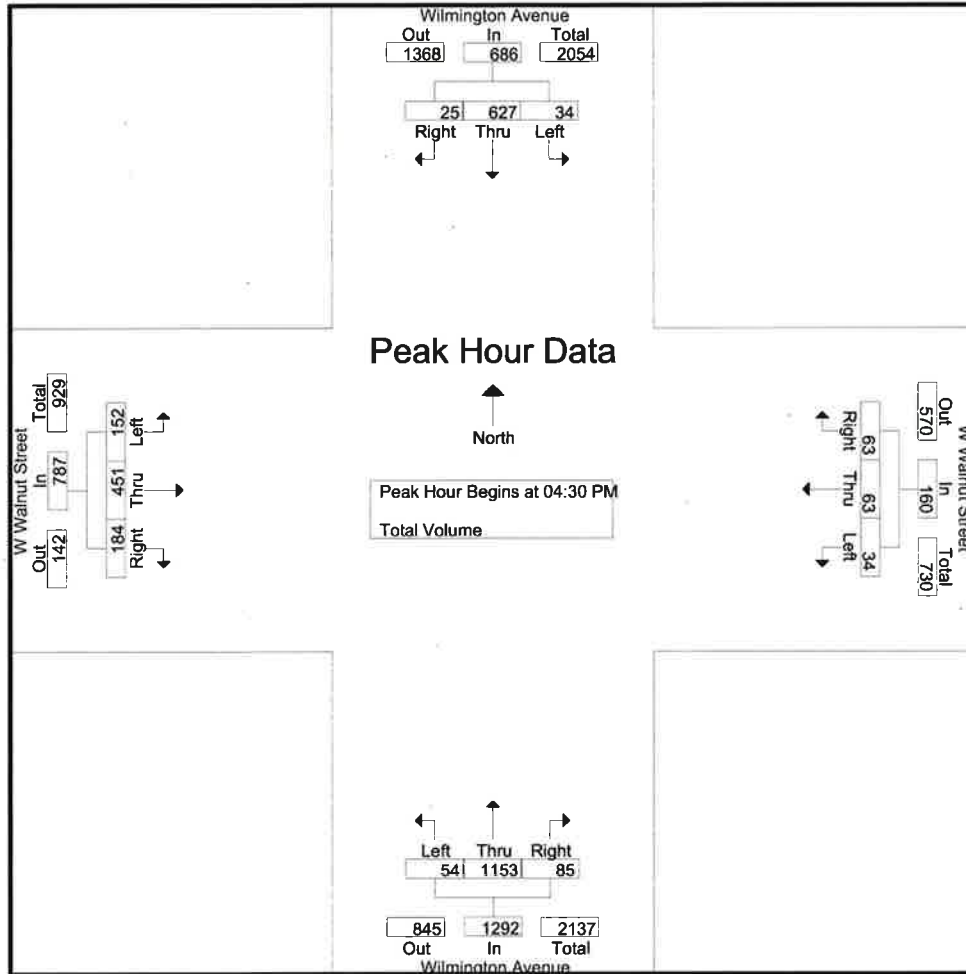 Wilmington Avenue
Out In Total
1368 686 2054
25 627 34
Right Thru Left
Peak Hour Data
North
Peak Hour Begins at 04:30 PM
Total Volume
W Walnut Street
Total In Out
929 787 142
152 451 184
Left Thru Right
Right Thru Left
63 63 34
Out In Total
570 160 730
W Walnut Street
Left Thru Right
54 1153 85
845 1292 2137
Out In Total
Wilmington Avenue